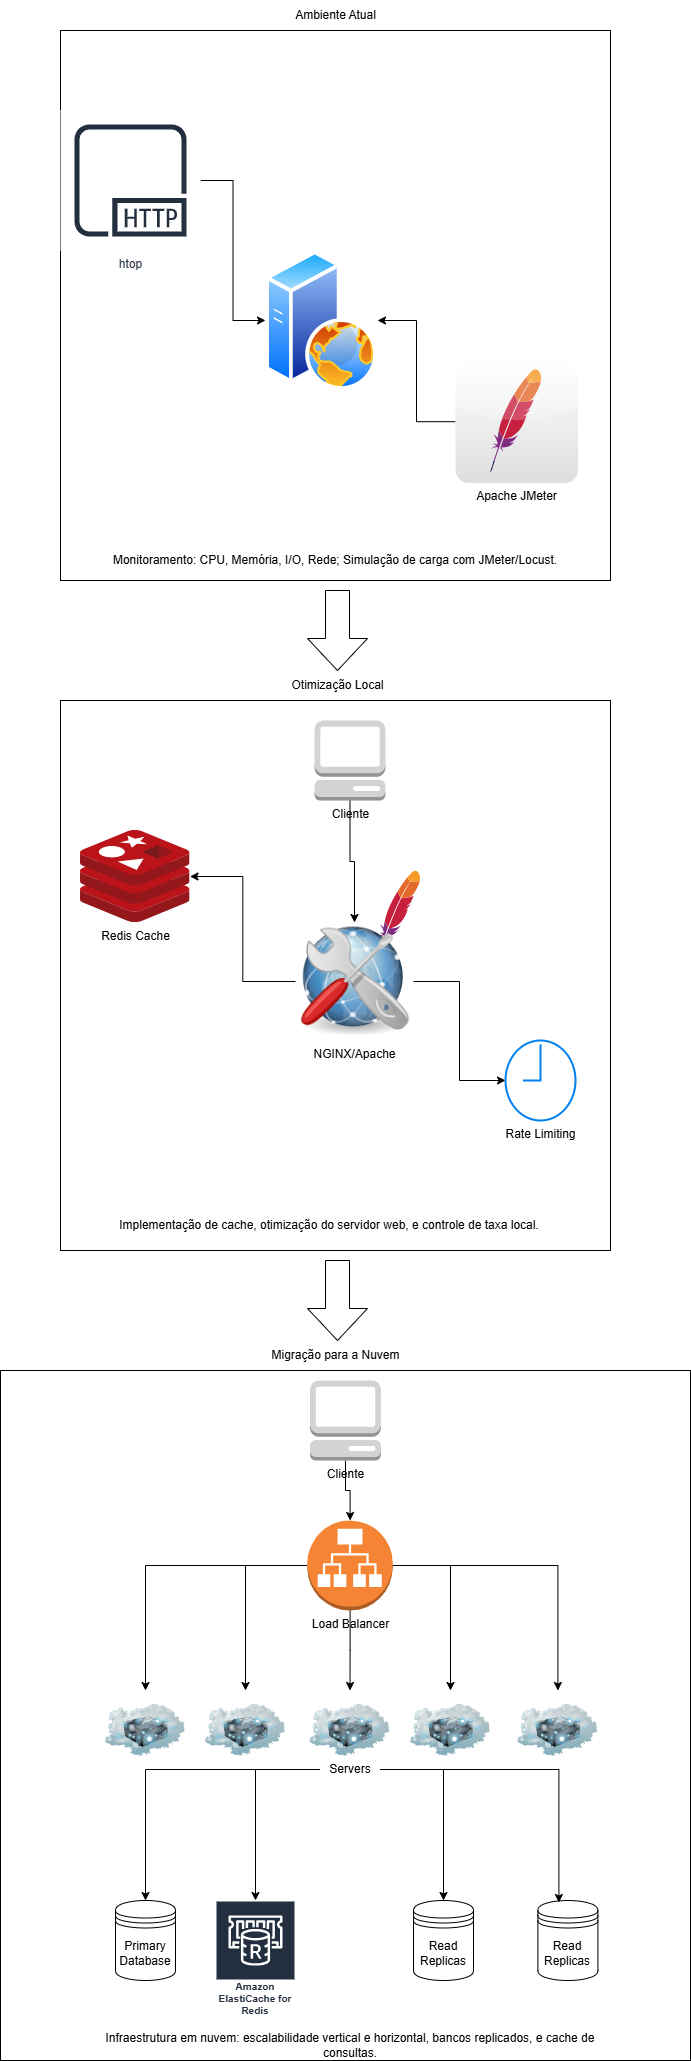 Ambiente Atual
HTTP
htop
Apache JMeter
Monitoramento: CPU, Memória, I/O, Rede; Simulação de carga com JMeter/Locust.
Otimização Local
Cliente
Redis Cache
NGINX/Apache
Rate Limiting
Implementação de cache, otimização do servidor web, e controle de taxa local.
Migração para a Nuvem
Cliente
Load Balancer
Servers
Primary
Database
R
Amazon
ElastiCache for
Redis
Read
Replicas
Read
Replicas
Infraestrutura em nuvem: escalabilidade vertical e horizontal, bancos replicados, e cache de
consultas.